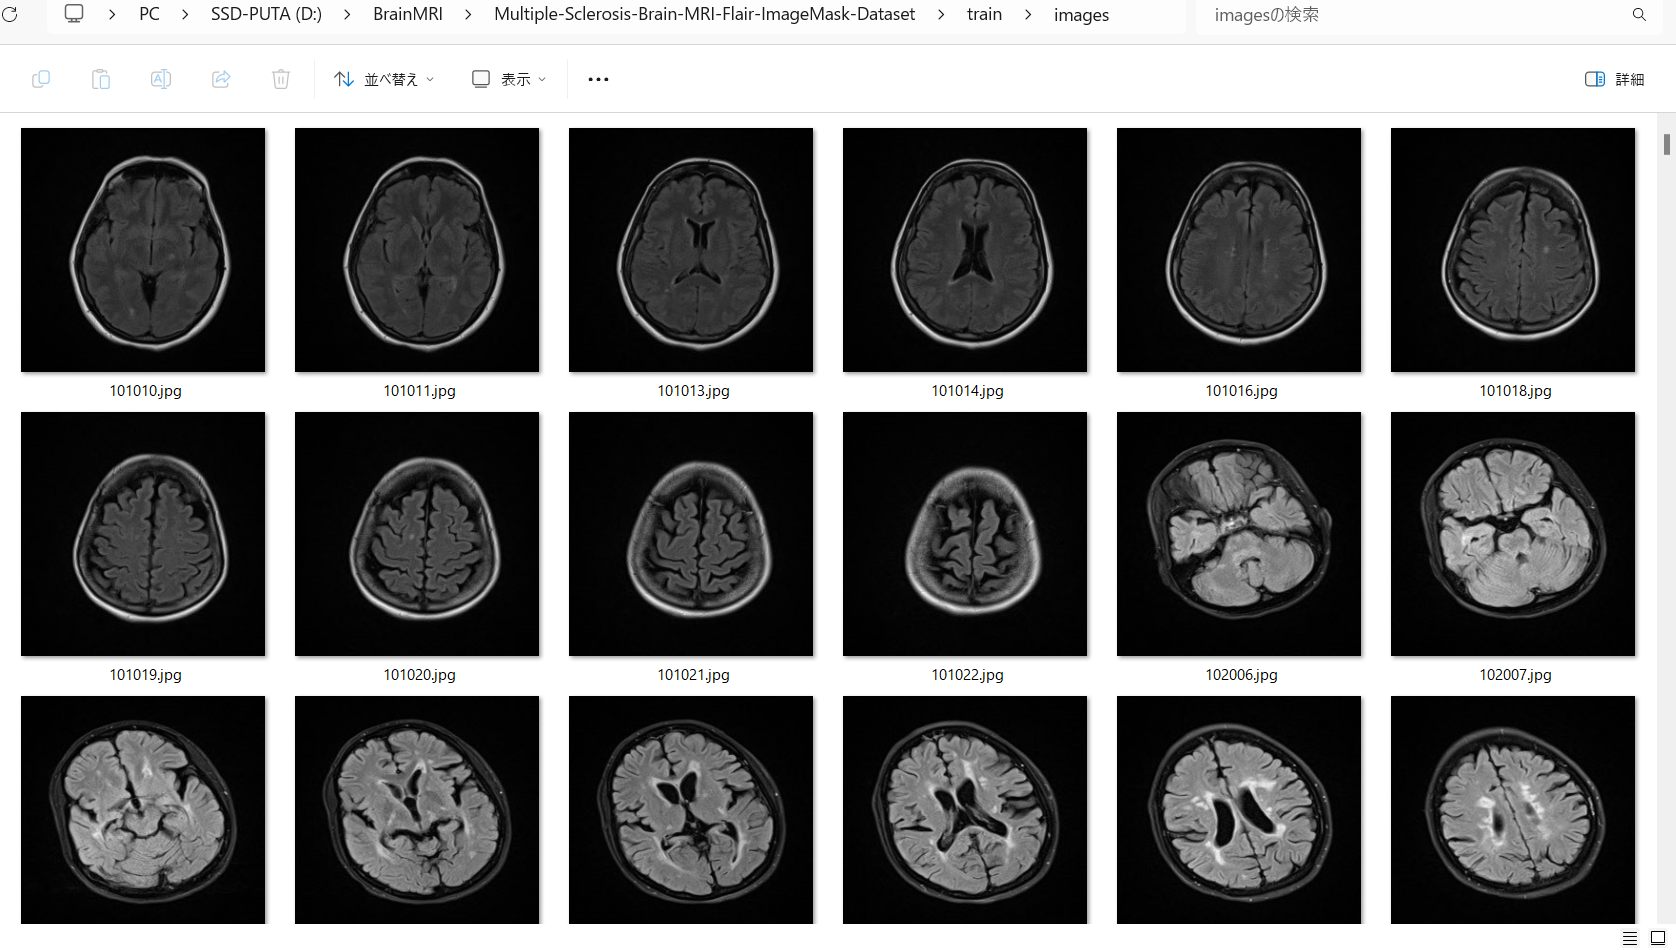 PC > SSD-PUTA (D:) > BrainMRI > Multiple-Sclerosis-Brain-MRI-Flair-ImageMask-Dataset > train > images
imagesの検索
並べ替え
表示
詳細
101010.jpg
101011.jpg
101013.jpg
101014.jpg
101016.jpg
101018.jpg
101019.jpg
101020.jpg
101021.jpg
101022.jpg
102006.jpg
102007.jpg